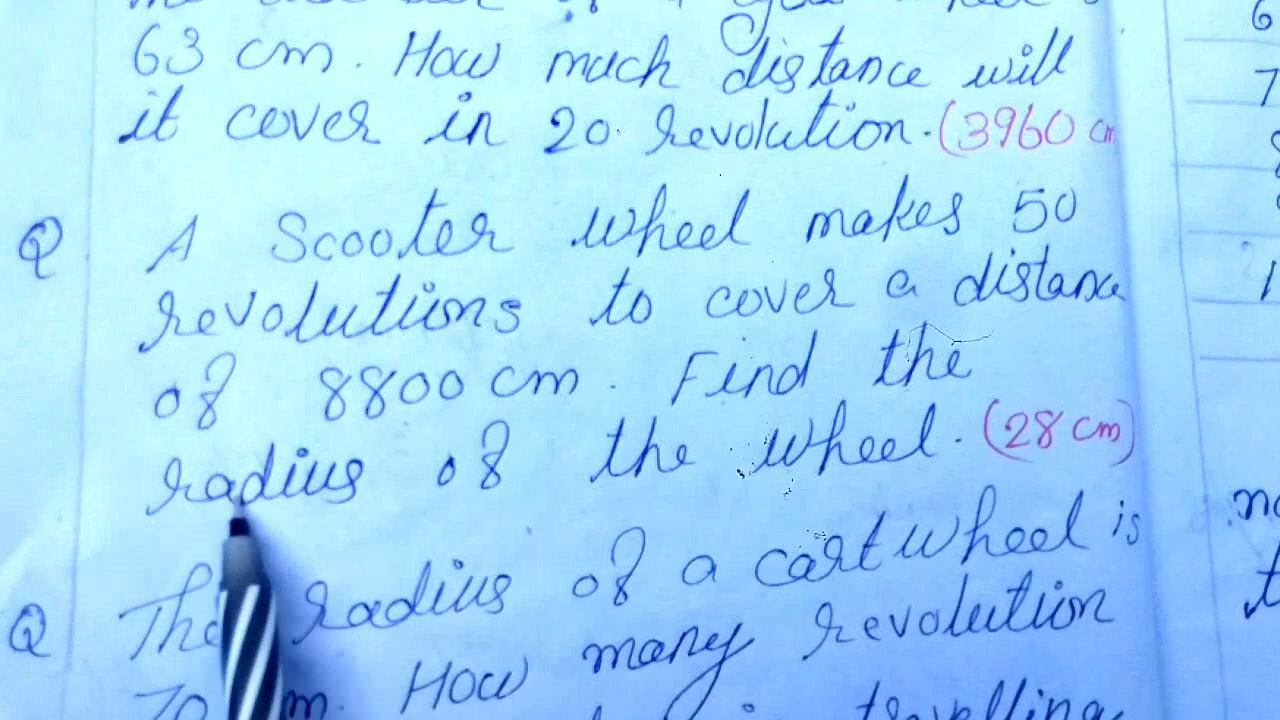 63 cm. How much distance will
it cover in 20 revolution. (3960 cm
Q A Scooter wheel makes 50
revolutions to cover a distance
of 8800 cm. Find the
radius of the wheel. (28 cm)
Q The radius of a cart wheel is
70 m. How many revolution
travelling